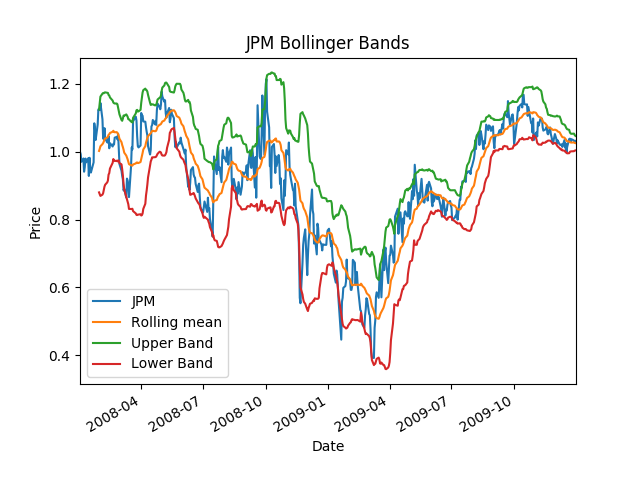 JPM Bollinger Bands
Price
1.2
1.0
0.8
0.6
0.4
JPM
Rolling mean
Upper Band
Lower Band
2008-04
2008-07
2008-10
2009-01
2009-04
2009-07
2009-10
Date